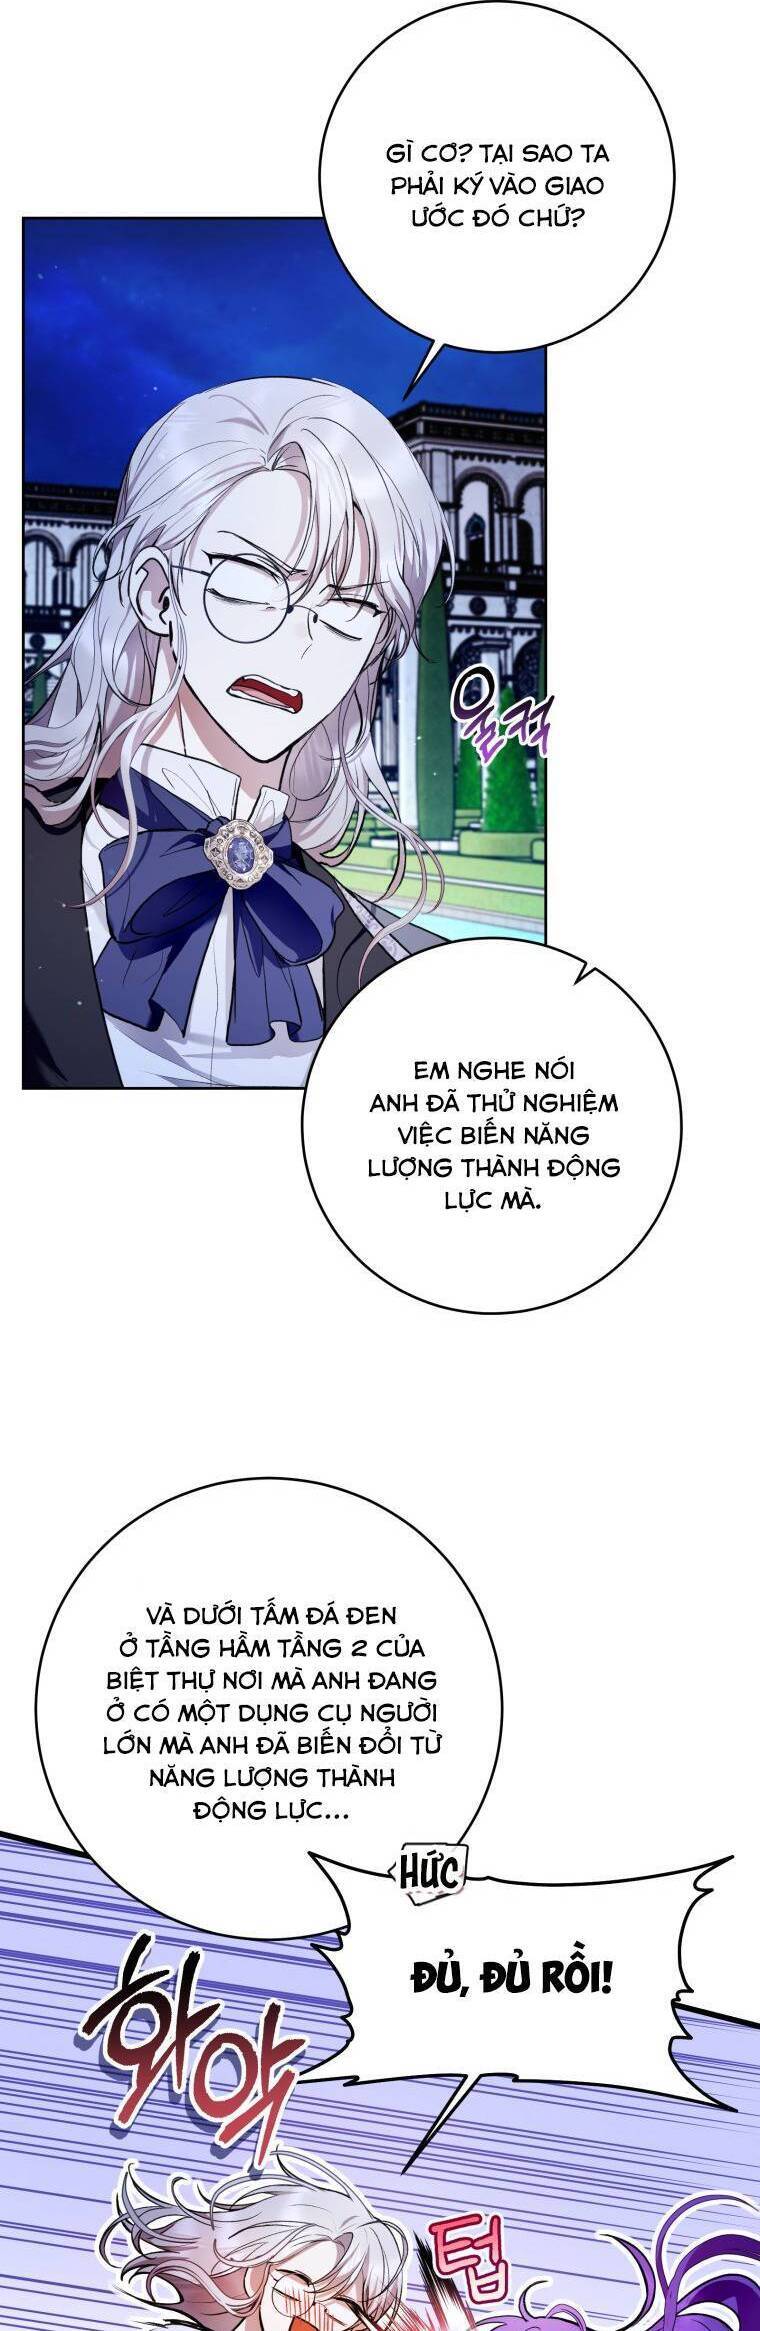 GÌ CƠ? TẠI SAO TA
PHẢI KÝ VÀO GIAO
ƯỚC ĐÓ CHỨ?
울컥
EM NGHE NÓI
ANH ĐÃ THỬ NGHIỆM
VIỆC BIẾN NĂNG
LƯỢNG THÀNH ĐỘNG
LỰC MÀ.
VÀ DƯỚI TẤM ĐÁ ĐEN
Ở TẦNG HẦM TẦNG 2 CỦA
BIỆT THỰ NƠI MÀ ANH ĐANG
Ở CÓ MỘT DỤNG CỤ NGƯỜI
LỚN MÀ ANH ĐÃ BIẾN ĐỔI TỪ
NĂNG LƯỢNG THÀNH
ĐỘNG LỰC...
HỨC
ĐỦ, ĐỦ RỒI!
화악
텁